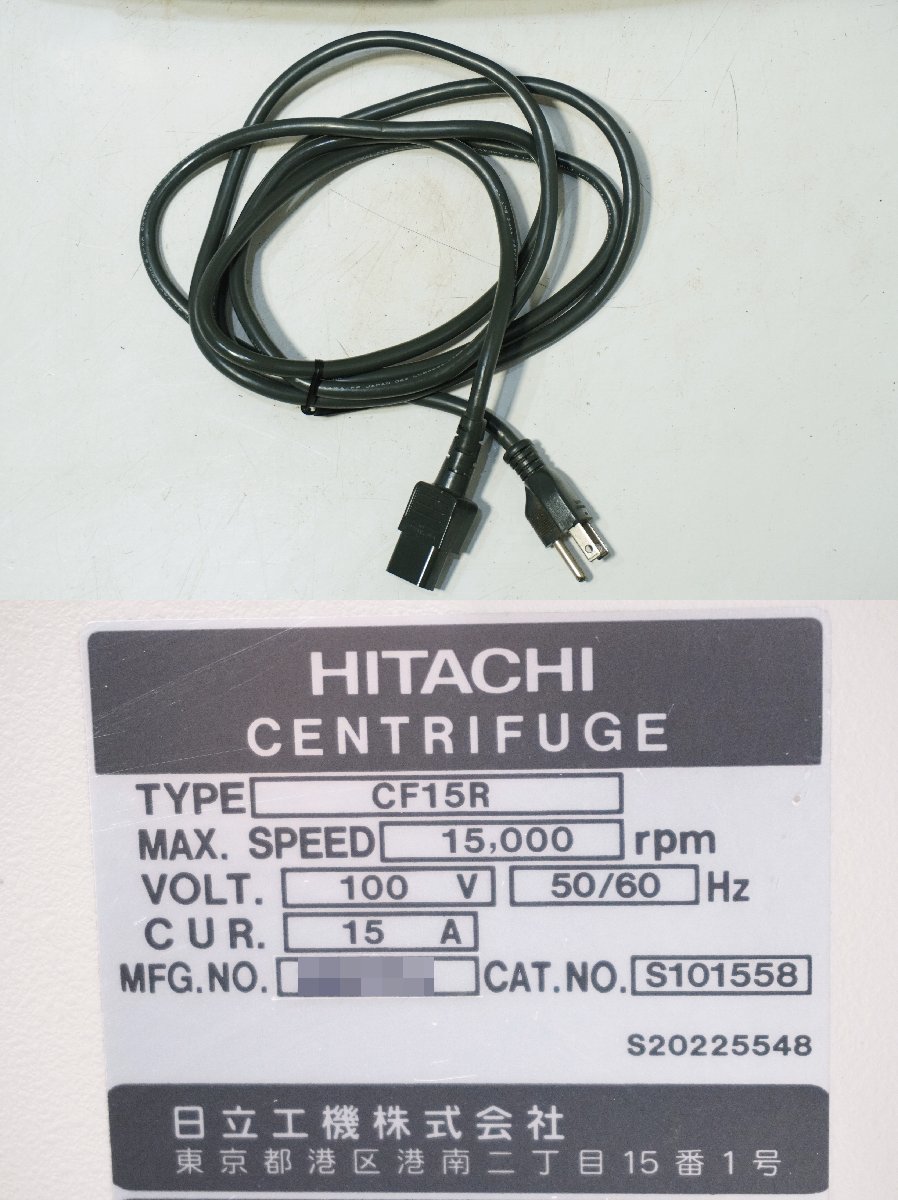 HITACHI
CENTRIFUGE
TYPE CF15R
MAX. SPEED 15,000 rpm
VOLT. 100 V 50/60 Hz
CUR. 15 A
MFG.NO. CAT.NO. S101558
S20225548
日立工機株式会社
東京都港区港南二丁目15番1号